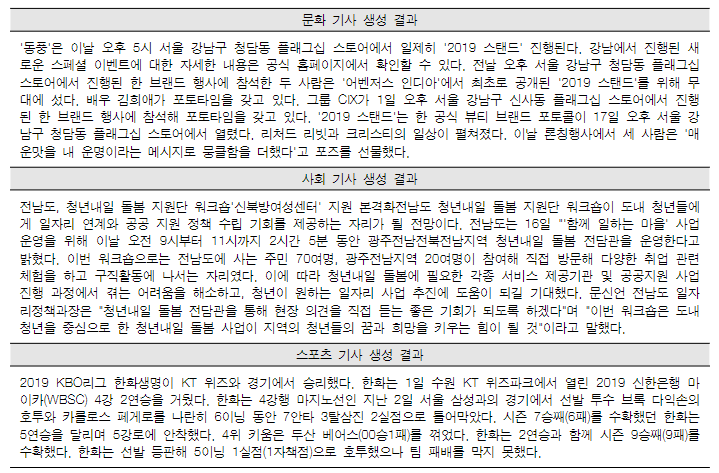 문화 기사 생성 결과
'동풍'은 이날 오후 5시 서울 강남구 청담동 플래그십 스토어에서 일제히 '2019 스탠드' 진행된다. 강남에서 진행된 새
로운 스페셜 이벤트에 대한 자세한 내용은 공식 홈페이지에서 확인할 수 있다. 전날 오후 서울 강남구 청담동 플래그십
스토어에서 진행된 한 브랜드 행사에 참석한 두 사람은 '어벤저스 인디아'에서 최초로 공개된 '2019 스탠드'를 위해 무
대에 섰다. 배우 김희애가 포토타임을 갖고 있다. 그룹 CIX가 1일 오후 서울 강남구 신사동 플래그십 스토어에서 진행
된 한 브랜드 행사에 참석해 포토타임을 갖고 있다. '2019 스탠드'는 한 공식 뷰티 브랜드 포토콜이 17일 오후 서울 강
남구 청담동 플래그십 스토어에서 열렸다. 리처드 리빗과 크리스티의 일상이 펼쳐졌다. 이날 론칭행사에서 세 사람은 '매
운맛을 내 운명이라는 메시지로 뭉클함을 더했다'고 포즈를 선물했다.
사회 기사 생성 결과
전남도, 청년내일 돌봄 지원단 워크숍'신북방여성센터' 지원 본격화전남도 청년내일 돌봄 지원단 워크숍이 도내 청년들에
게 일자리 연계와 공공 지원 정책 수립 기회를 제공하는 자리가 될 전망이다. 전남도는 16일 "'함께 일하는 마을' 사업
운영을 위해 이날 오전 9시부터 11시까지 2시간 5분 동안 광주전남전북전남지역 청년내일 돌봄 전담관을 운영한다고
밝혔다. 이번 워크숍으로는 전남도에 사는 주민 70여명, 광주전남지역 20여명이 참여해 직접 방문해 다양한 취업 관련
체험을 하고 구직활동에 나서는 자리였다. 이에 따라 청년내일 돌봄에 필요한 각종 서비스 제공기관 및 공공지원 사업
진행 과정에서 겪는 어려움을 해소하고, 청년이 원하는 일자리 사업 추진에 도움이 되길 기대했다. 문신언 전남도 일자
리정책과장은 "청년내일 돌봄 전담관을 통해 현장 의견을 직접 듣는 좋은 기회가 되도록 하겠다"며 "이번 워크숍은 도내
청년을 중심으로 한 청년내일 돌봄 사업이 지역의 청년들의 꿈과 희망을 키우는 힘이 될 것"이라고 말했다.
스포츠 기사 생성 결과
2019 KBO리그 한화생명이 KT 위즈와 경기에서 승리했다. 한화는 1일 수원 KT 위즈파크에서 열린 2019 신한은행 마
이카(WBSC) 4강 2연승을 거뒀다. 한화는 4강행 마지노선인 지난 2일 서울 삼성과의 경기에서 선발 투수 브록 다익손의
호투와 카를로스 페게로를 나란히 6이닝 동안 7안타 3탈삼진 2실점으로 틀어막았다. 시즌 7승째(6패)를 수확했던 한화는
5연승을 달리며 5강로에 안착했다. 4위 키움은 두산 베어스(00승1패)를 꺾었다. 한화는 2연승과 함께 시즌 9승째(9패)를
수확했다. 한화는 선발 등판해 5이닝 1실점(1자책점)으로 호투했으나 팀 패배를 막지 못했다.